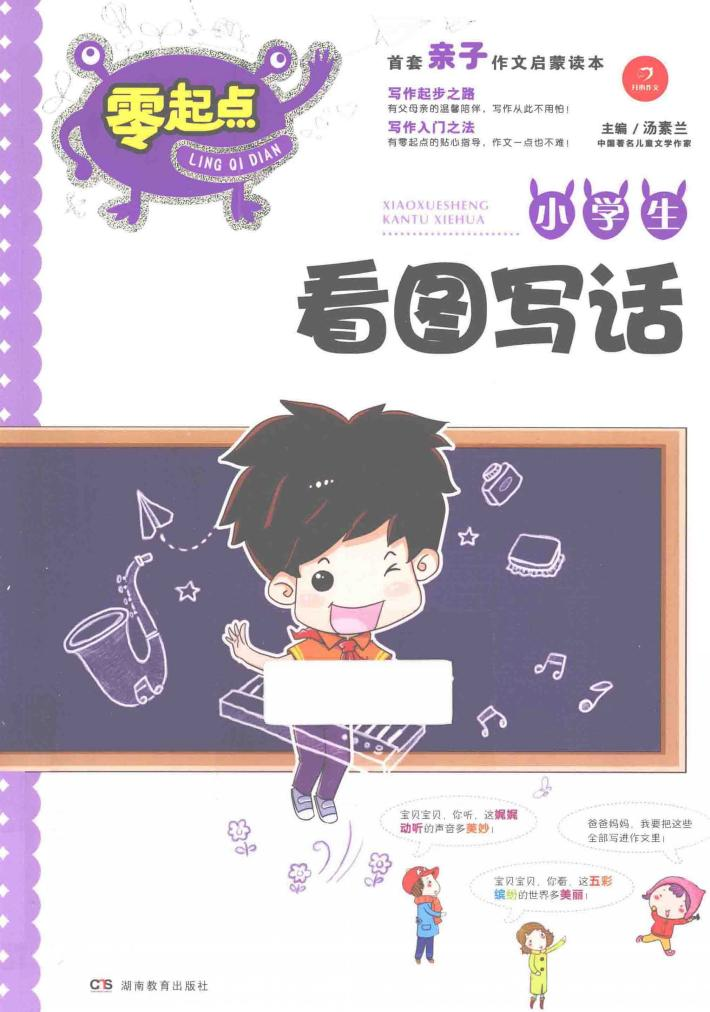 零起点
LING QI DIAN
首套亲子作文启蒙读本
写作起步之路
有父母亲的温馨陪伴，写作从此不用怕！
写作入门之法
有零起点的贴心指导，作文一点也不难！
开心作文
主编/汤素兰
中国著名儿童文学作家
XIAOXUESHENG
KANTU XIEHUA
小学生
看图写话
宝贝宝贝，你听，这娓娓
动听的声音多美妙！
爸爸妈妈，我要把这些
全部写进作文里！
宝贝宝贝，你看，这五彩
缤纷的世界多美丽！
湖南教育出版社